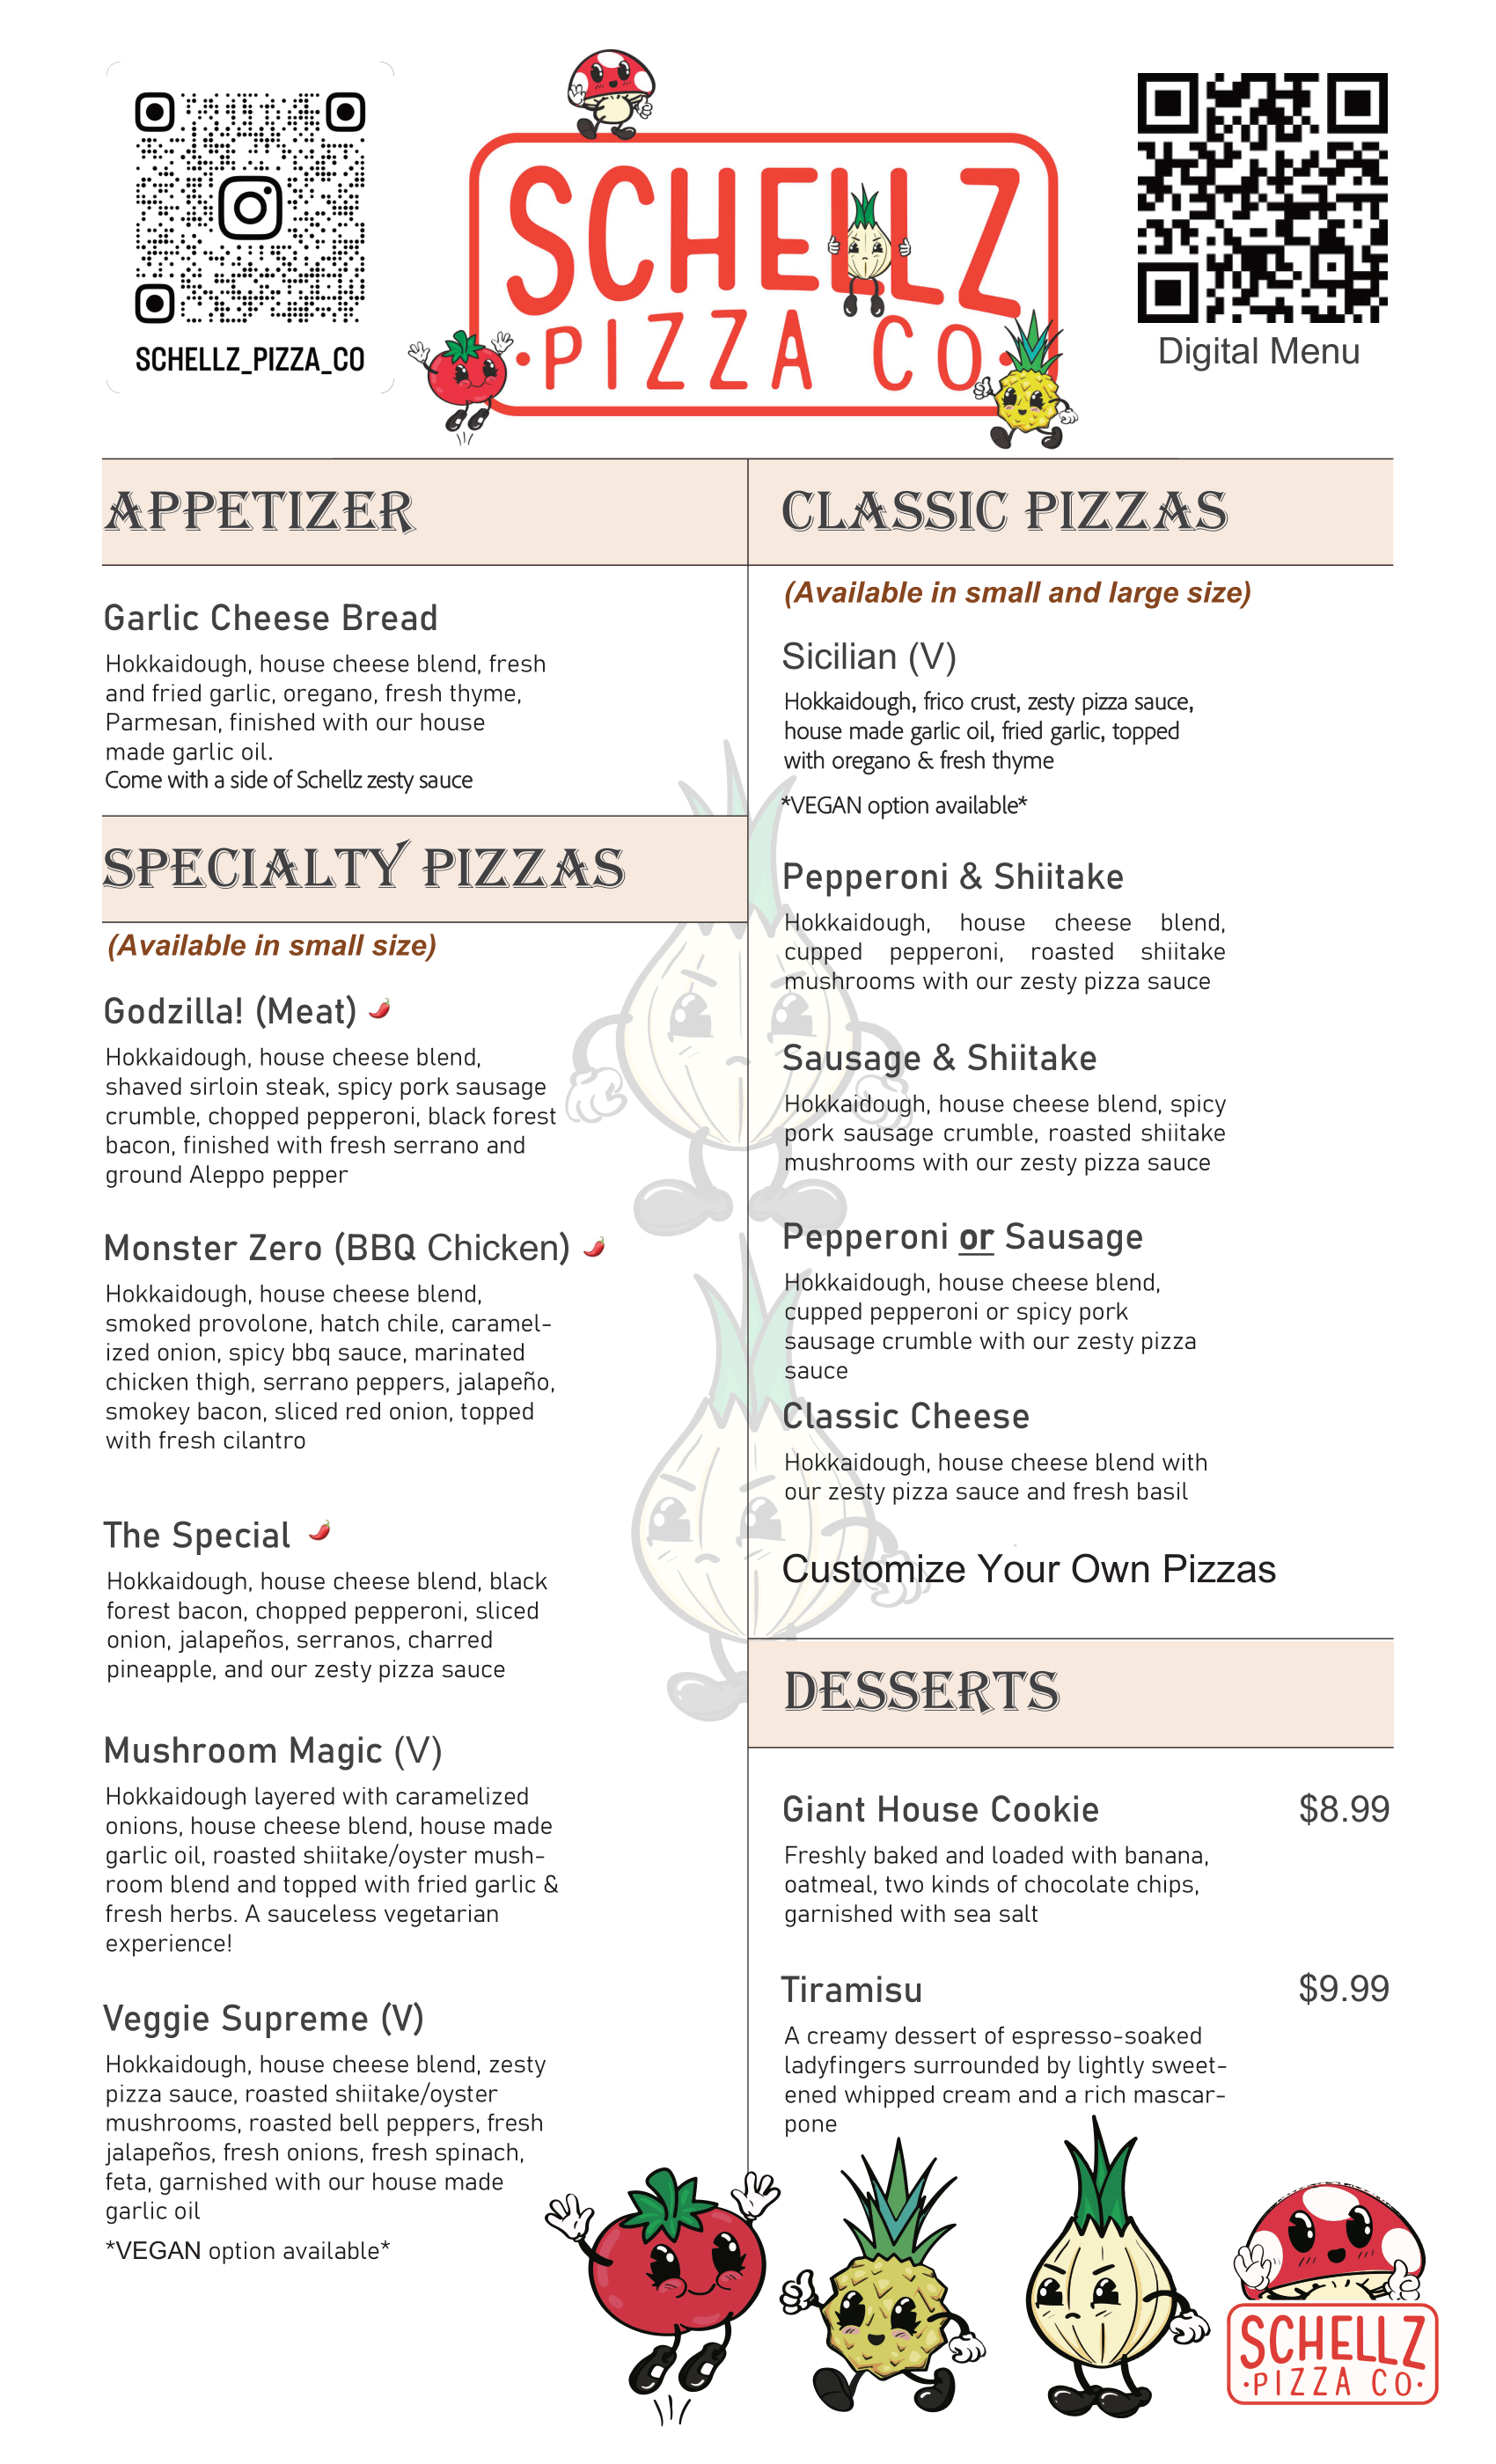 SCHELLZ_PIZZA_CO
SCHELLZ
·PIZZA CO·
Digital Menu
APPETIZER
Garlic Cheese Bread
Hokkaidough, house cheese blend, fresh
and fried garlic, oregano, fresh thyme,
Parmesan, finished with our house
made garlic oil.
Come with a side of Schellz zesty sauce
SPECIALTY PIZZAS
(Available in small size)
Godzilla! (Meat) 🌶️
Hokkaidough, house cheese blend,
shaved sirloin steak, spicy pork sausage
crumble, chopped pepperoni, black forest
bacon, finished with fresh serrano and
ground Aleppo pepper
Monster Zero (BBQ Chicken) 🌶️
Hokkaidough, house cheese blend,
smoked provolone, hatch chile, caramel-
ized onion, spicy bbq sauce, marinated
chicken thigh, serrano peppers, jalapeño,
smokey bacon, sliced red onion, topped
with fresh cilantro
The Special 🌶️
Hokkaidough, house cheese blend, black
forest bacon, chopped pepperoni, sliced
onion, jalapeños, serranos, charred
pineapple, and our zesty pizza sauce
Mushroom Magic (V)
Hokkaidough layered with caramelized
onions, house cheese blend, house made
garlic oil, roasted shiitake/oyster mush-
room blend and topped with fried garlic &
fresh herbs. A sauceless vegetarian
experience!
Veggie Supreme (V)
Hokkaidough, house cheese blend, zesty
pizza sauce, roasted shiitake/oyster
mushrooms, roasted bell peppers, fresh
jalapeños, fresh onions, fresh spinach,
feta, garnished with our house made
garlic oil
*VEGAN option available*
CLASSIC PIZZAS
(Available in small and large size)
Sicilian (V)
Hokkaidough, frico crust, zesty pizza sauce,
house made garlic oil, fried garlic, topped
with oregano & fresh thyme
*VEGAN option available*
Pepperoni & Shiitake
Hokkaidough, house cheese blend,
cupped pepperoni, roasted shiitake
mushrooms with our zesty pizza sauce
Sausage & Shiitake
Hokkaidough, house cheese blend, spicy
pork sausage crumble, roasted shiitake
mushrooms with our zesty pizza sauce
Pepperoni or Sausage
Hokkaidough, house cheese blend,
cupped pepperoni or spicy pork
sausage crumble with our zesty pizza
sauce
Classic Cheese
Hokkaidough, house cheese blend with
our zesty pizza sauce and fresh basil
Customize Your Own Pizzas
DESSERTS
Giant House Cookie $8.99
Freshly baked and loaded with banana,
oatmeal, two kinds of chocolate chips,
garnished with sea salt
Tiramisu $9.99
A creamy dessert of espresso-soaked
ladyfingers surrounded by lightly sweet-
ened whipped cream and a rich mascar-
pone
SCHELLZ
·PIZZA CO·